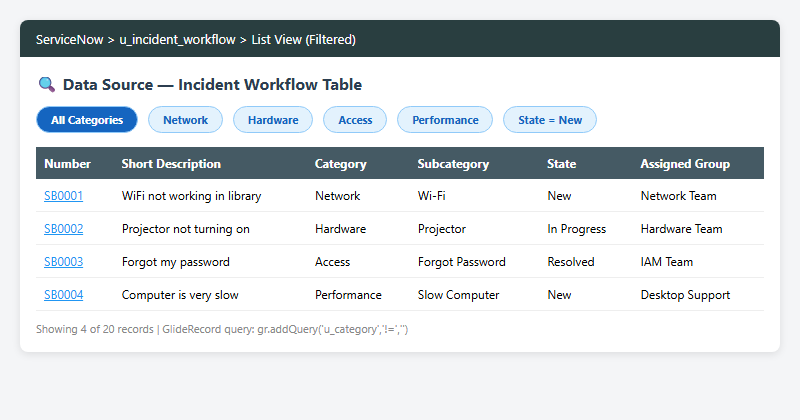 ServiceNow > u_incident_workflow > List View (Filtered)
Data Source — Incident Workflow Table
All Categories Network Hardware Access Performance State = New
Number Short Description Category Subcategory State Assigned Group
SB0001 WiFi not working in library Network Wi-Fi New Network Team
SB0002 Projector not turning on Hardware Projector In Progress Hardware Team
SB0003 Forgot my password Access Forgot Password Resolved IAM Team
SB0004 Computer is very slow Performance Slow Computer New Desktop Support
Showing 4 of 20 records | GlideRecord query: gr.addQuery('u_category','!=','')